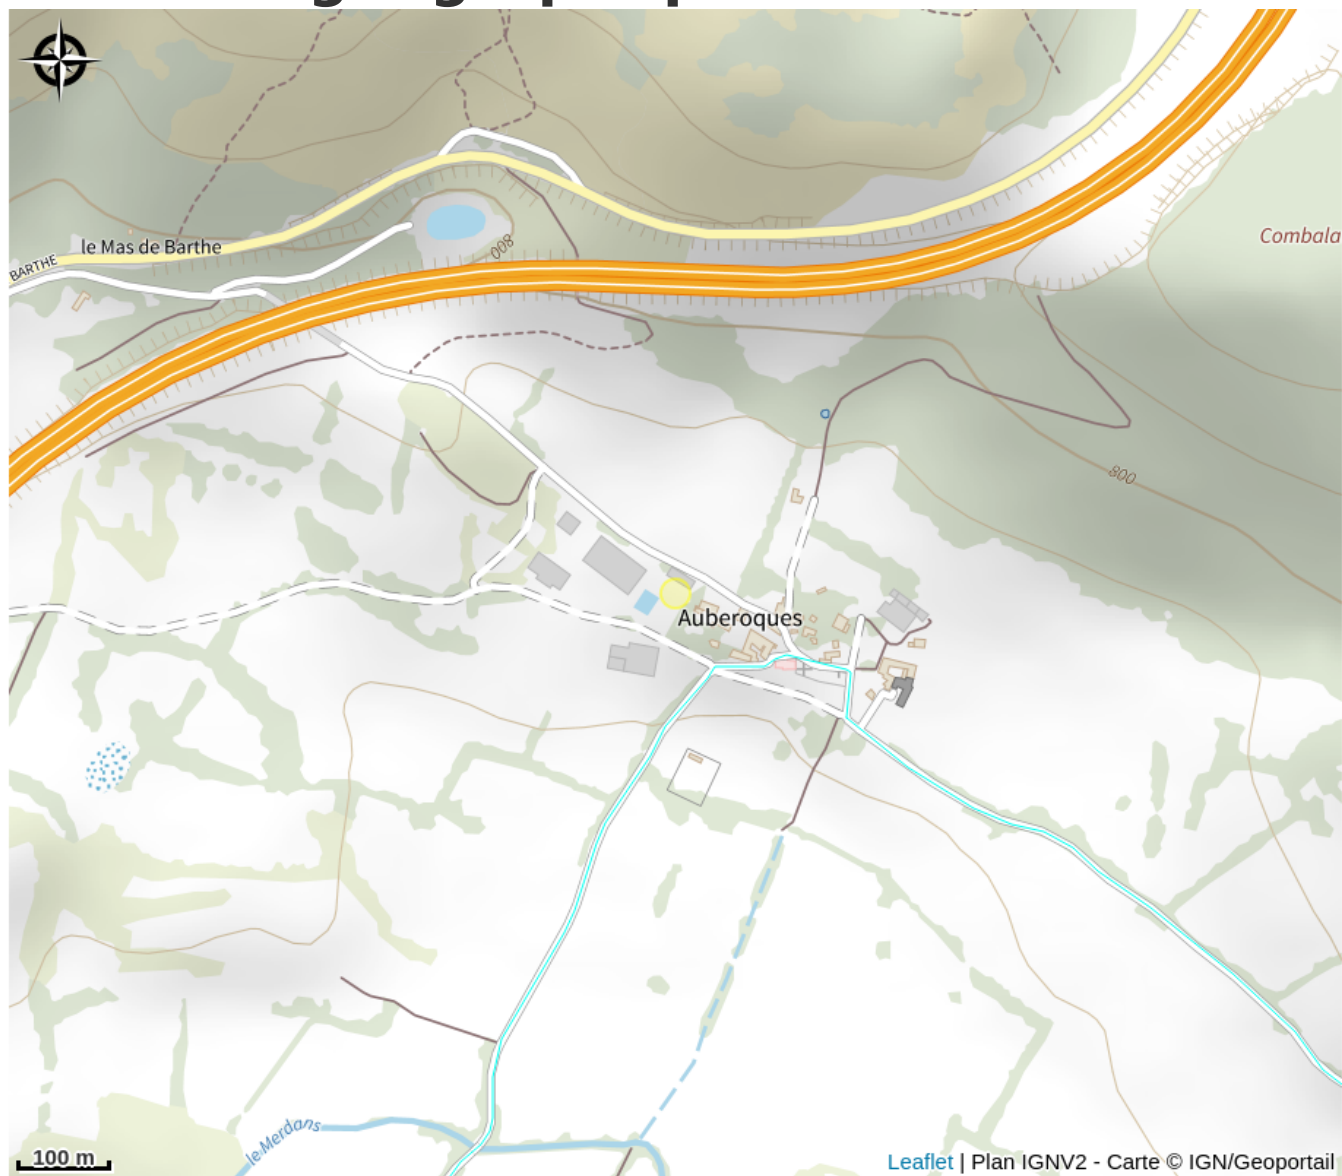 le Mas de Barthe
BARTHE
800
Combala
800
Auberoques
le Merdans
100 m
Leaflet | Plan IGNV2 - Carte © IGN/Geoportail